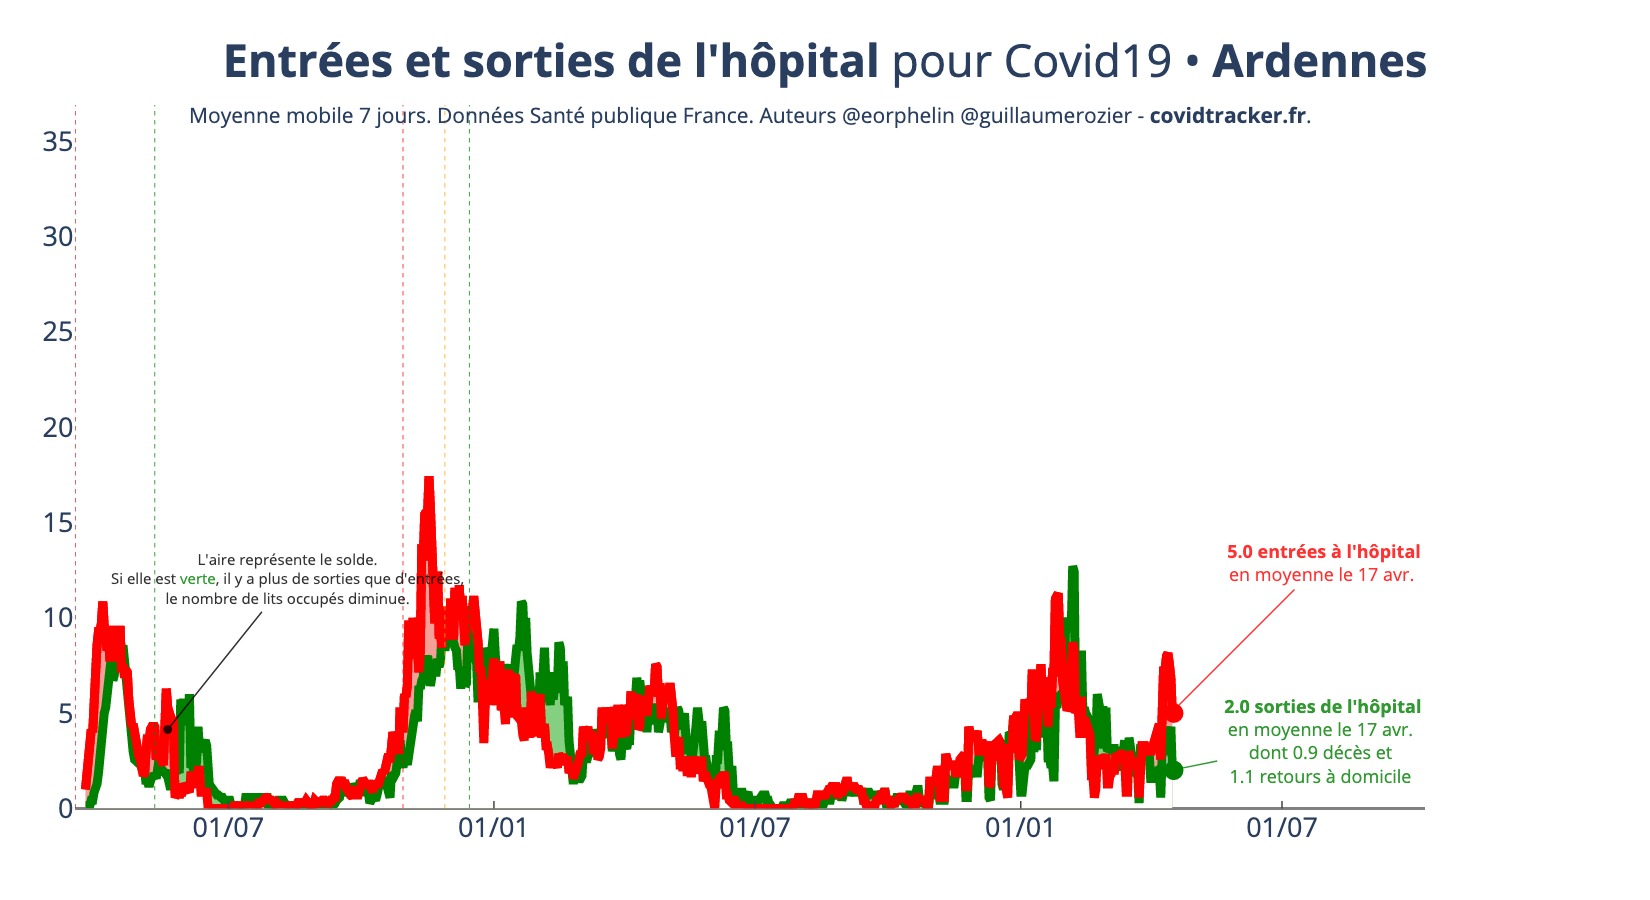 Entrées et sorties de l'hôpital pour Covid19 • Ardennes
Moyenne mobile 7 jours. Données Santé publique France. Auteurs @eorphelin @guillaumerozier - covidtracker.fr.
35
30
25
20
15
10
5
0
L'aire représente le solde.
Si elle est verte, il y a plus de sorties que d'entrées,
le nombre de lits occupés diminue.
5.0 entrées à l'hôpital
en moyenne le 17 avr.
2.0 sorties de l'hôpital
en moyenne le 17 avr.
dont 0.9 décès et
1.1 retours à domicile
01/07
01/01
01/07
01/01
01/07